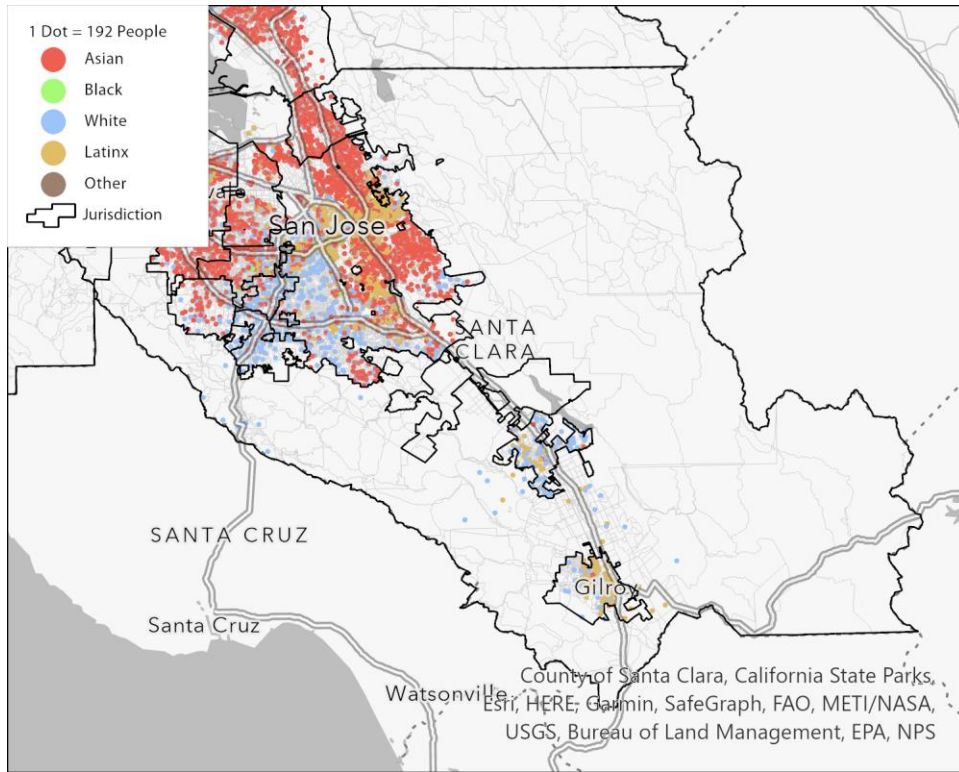 1 Dot = 192 People
Asian
Black
White
Latinx
Other
Jurisdiction
San Jose
SANTA
CLARA
SANTA CRUZ
Gilroy
Santa Cruz
Watsonville
County of Santa Clara, California State Parks,
Esri, HERE, Garmin, SafeGraph, FAO, METI/NASA,
USGS, Bureau of Land Management, EPA, NPS